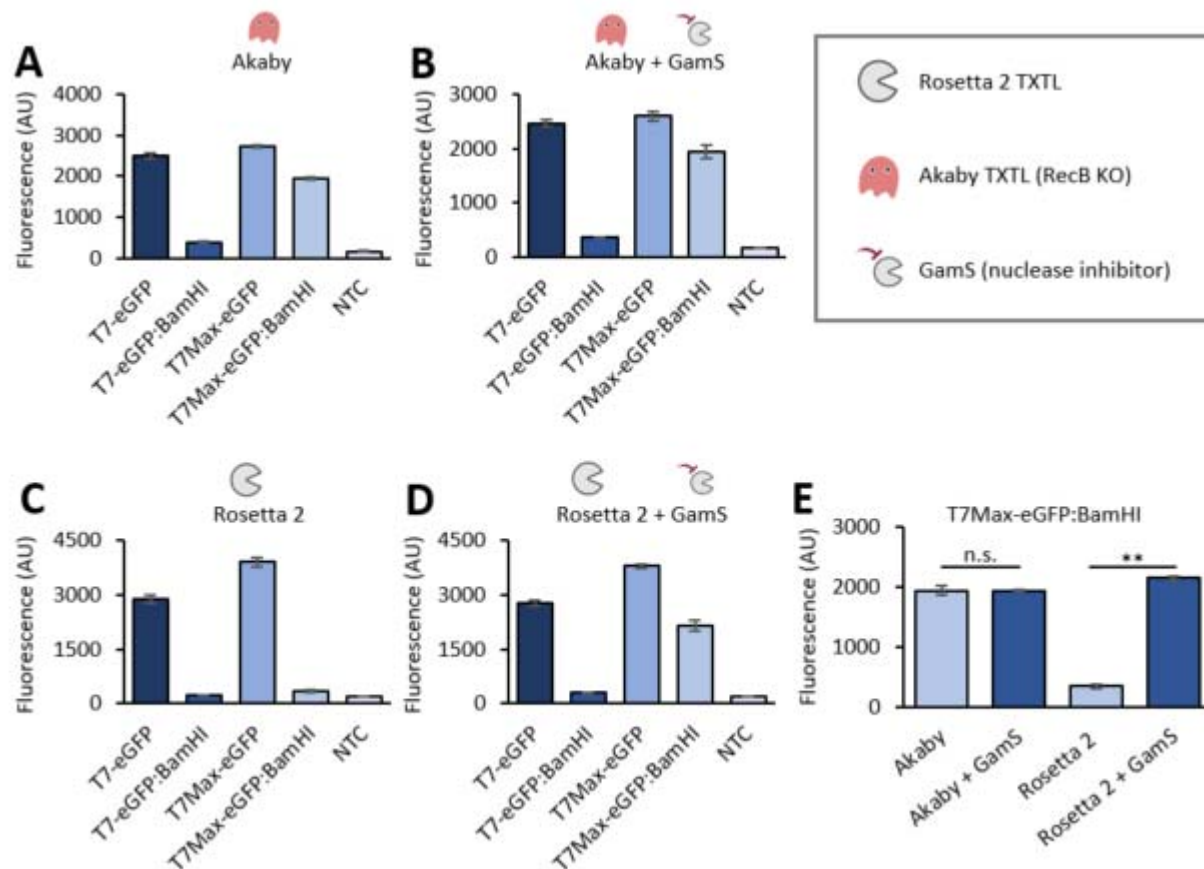 A
Akaby
Fluorescence (AU)
4000
3000
2000
1000
0
T7-eGFP
T7-eGFP:BamHI
T7Max-eGFP
T7Max-eGFP:BamHI
NTC
B
Akaby + GamS
Fluorescence (AU)
3000
2000
1000
0
T7-eGFP
T7-eGFP:BamHI
T7Max-eGFP
T7Max-eGFP:BamHI
NTC
Rosetta 2 TXTL
Akaby TXTL (RecB KO)
GamS (nuclease inhibitor)
C
Rosetta 2
Fluorescence (AU)
4500
3000
1500
0
T7-eGFP
T7-eGFP:BamHI
T7Max-eGFP
T7Max-eGFP:BamHI
NTC
D
Rosetta 2 + GamS
Fluorescence (AU)
4500
3000
1500
0
T7-eGFP
T7-eGFP:BamHI
T7Max-eGFP
T7Max-eGFP:BamHI
NTC
E
T7Max-eGFP:BamHI
Fluorescence (AU)
3000
2000
1000
0
n.s.
**
Akaby
Akaby + GamS
Rosetta 2
Rosetta 2 + GamS